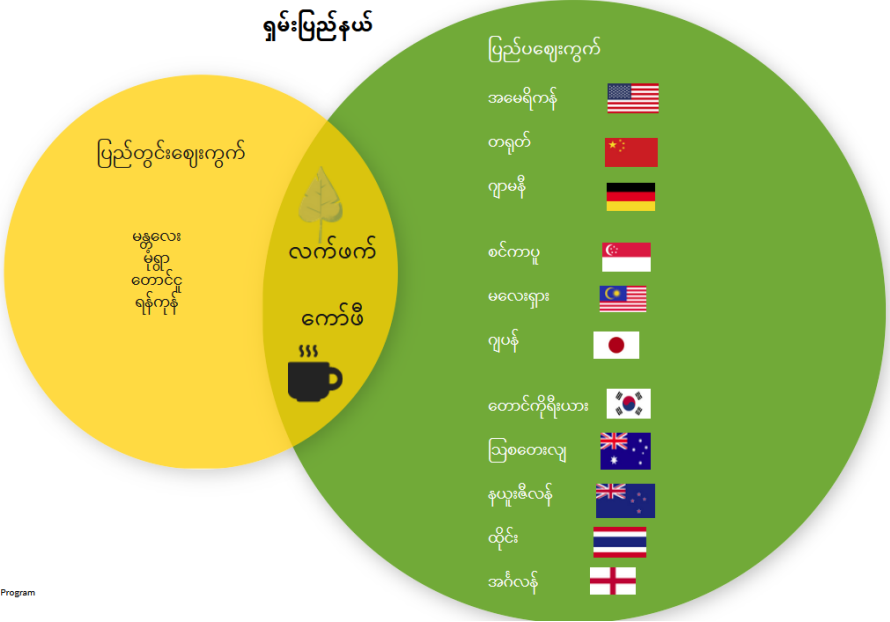 ရှမ်းပြည်နယ်
ပြည်တွင်းဈေးကွက်
မန္တလေး
မုံရွာ
တောင်ငူ
ရန်ကုန်
လက်ဖက်
ကော်ဖီ
ပြည်ပဈေးကွက်
အမေရိကန်
တရုတ်
ဂျာမနီ
စင်ကာပူ
မလေးရှား
ဂျပန်
တောင်ကိုရီးယား
ဩစတေးလျ
နယူးဇီလန်
ထိုင်း
အင်္ဂလန်
Program